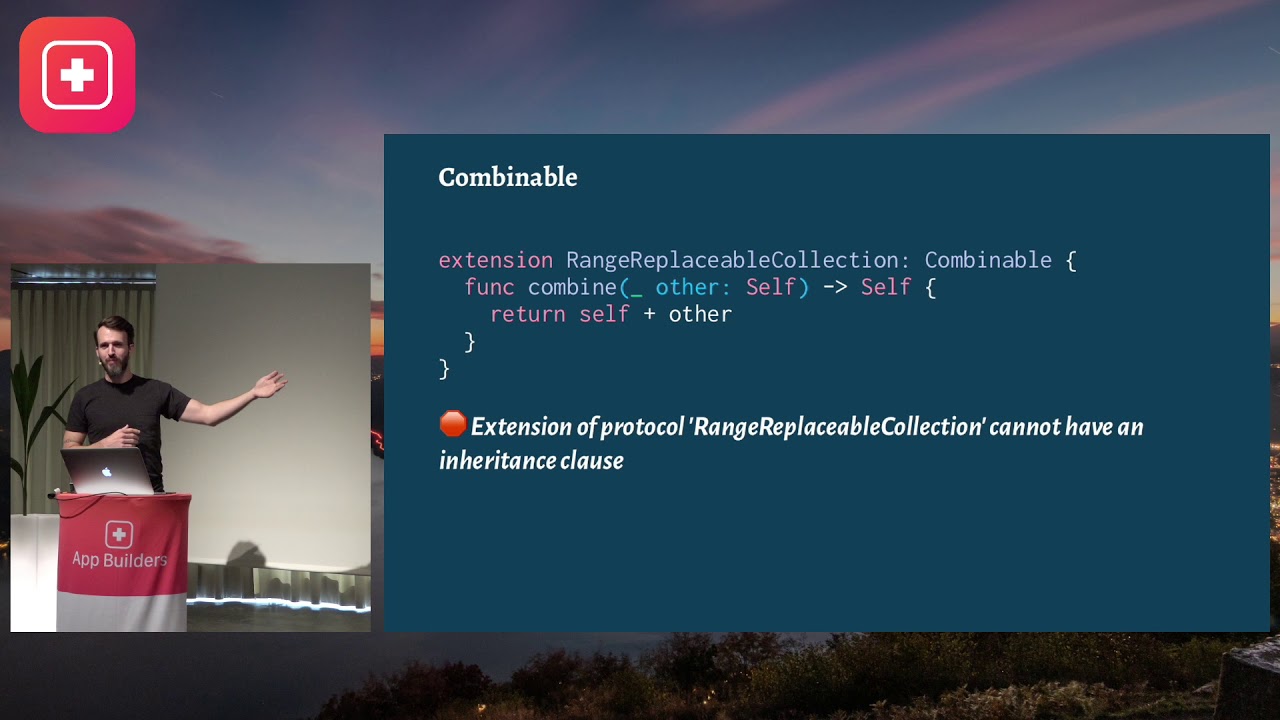 Combinable
extension RangeReplaceableCollection: Combinable {
  func combine(_ other: Self) -> Self {
    return self + other
  }
}
🛑 Extension of protocol 'RangeReplaceableCollection' cannot have an
inheritance clause
App Builders